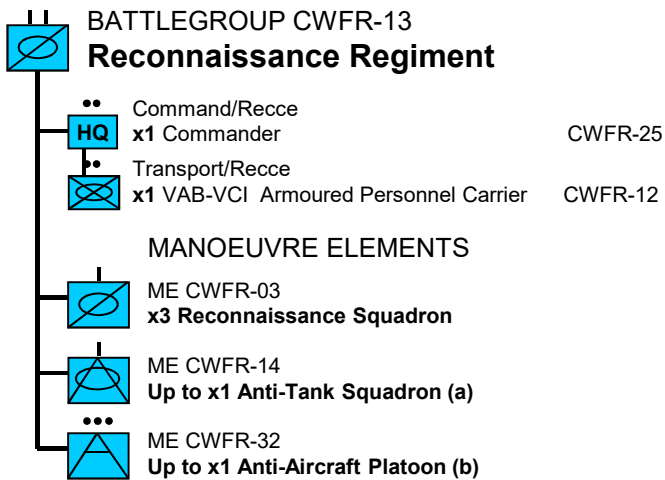 BATTLEGROUP CWFR-13
Reconnaissance Regiment
Command/Recce
HQ x1 Commander CWFR-25
Transport/Recce
x1 VAB-VCI Armoured Personnel Carrier CWFR-12
MANOEUVRE ELEMENTS
ME CWFR-03
x3 Reconnaissance Squadron
ME CWFR-14
Up to x1 Anti-Tank Squadron (a)
ME CWFR-32
Up to x1 Anti-Aircraft Platoon (b)